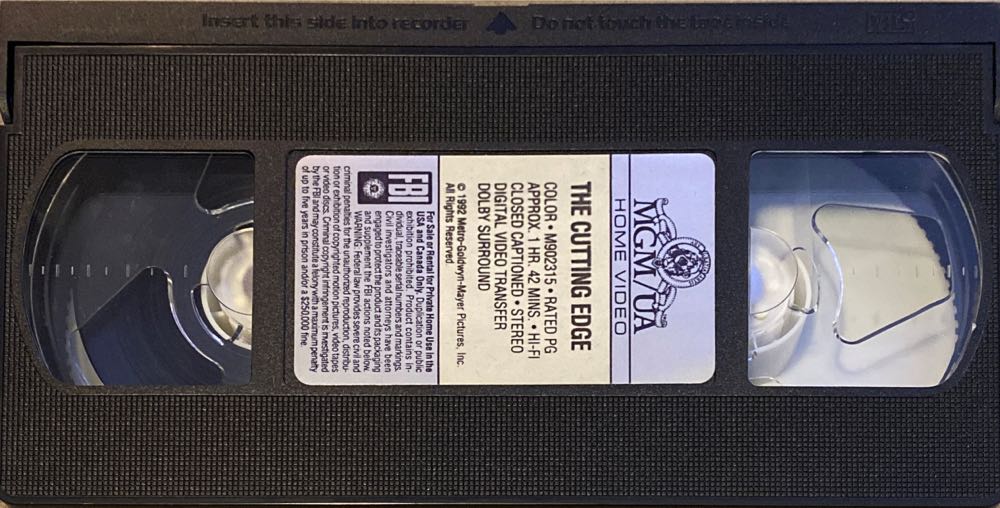 Insert this side into recorder
Do not touch the tape inside
VHS
MGM/UA
HOME VIDEO
THE CUTTING EDGE
COLOR • M902315 • RATED PG
APPROX. 1 HR. 42 MINS. • HI-FI
CLOSED CAPTIONED • STEREO
DIGITAL VIDEO TRANSFER
DOLBY SURROUND
© 1992 Metro-Goldwyn-Mayer Pictures, Inc.
All Rights Reserved
FBI
For Sale or Rental for Private Home Use in the
USA and Canada Only. Duplication or public
exhibition prohibited. Product contains in-
dividual, traceable serial numbers and markings.
Civil investigators and attorneys have been
engaged to protect the product and its packaging
and supplement the FBI actions noted below.
WARNING: Federal law provides severe civil and
criminal penalties for the unauthorized reproduction, distribu-
tion or exhibition of copyrighted motion pictures, video tapes
or video discs. Criminal copyright infringement is investigated
by the FBI and may constitute a felony with a maximum penalty
of up to five years in prison and/or a $250,000 fine.